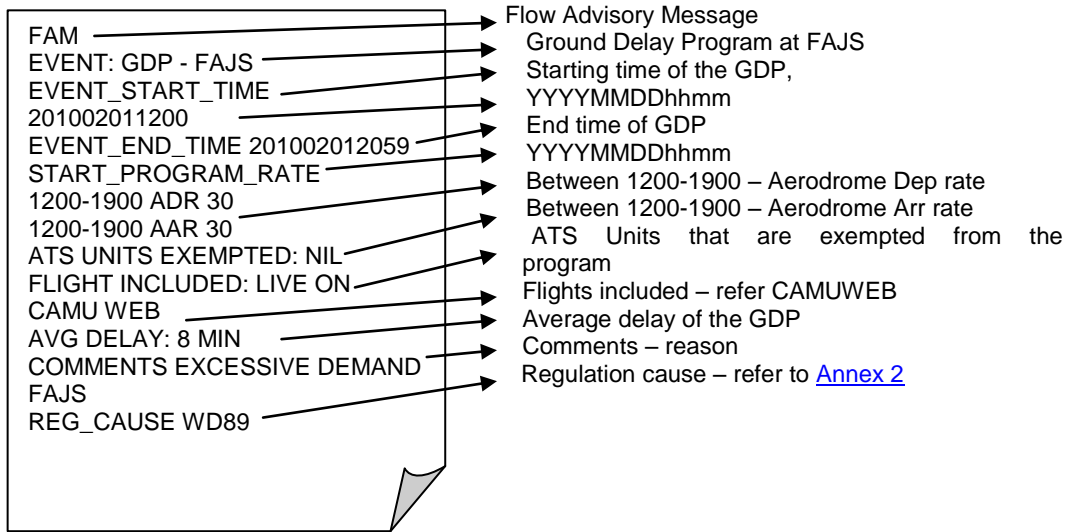 FAM
EVENT: GDP - FAJS
EVENT_START_TIME
201002011200
EVENT_END_TIME 201002012059
START_PROGRAM_RATE
1200-1900 ADR 30
1200-1900 AAR 30
ATS UNITS EXEMPTED: NIL
FLIGHT INCLUDED: LIVE ON
CAMU WEB
AVG DELAY: 8 MIN
COMMENTS EXCESSIVE DEMAND
FAJS
REG_CAUSE WD89
Flow Advisory Message
Ground Delay Program at FAJS
Starting time of the GDP,
YYYYMMDDhhmm
End time of GDP
YYYYMMDDhhmm
Between 1200-1900 – Aerodrome Dep rate
Between 1200-1900 – Aerodrome Arr rate
ATS Units that are exempted from the
program
Flights included – refer CAMUWEB
Average delay of the GDP
Comments – reason
Regulation cause – refer to Annex 2